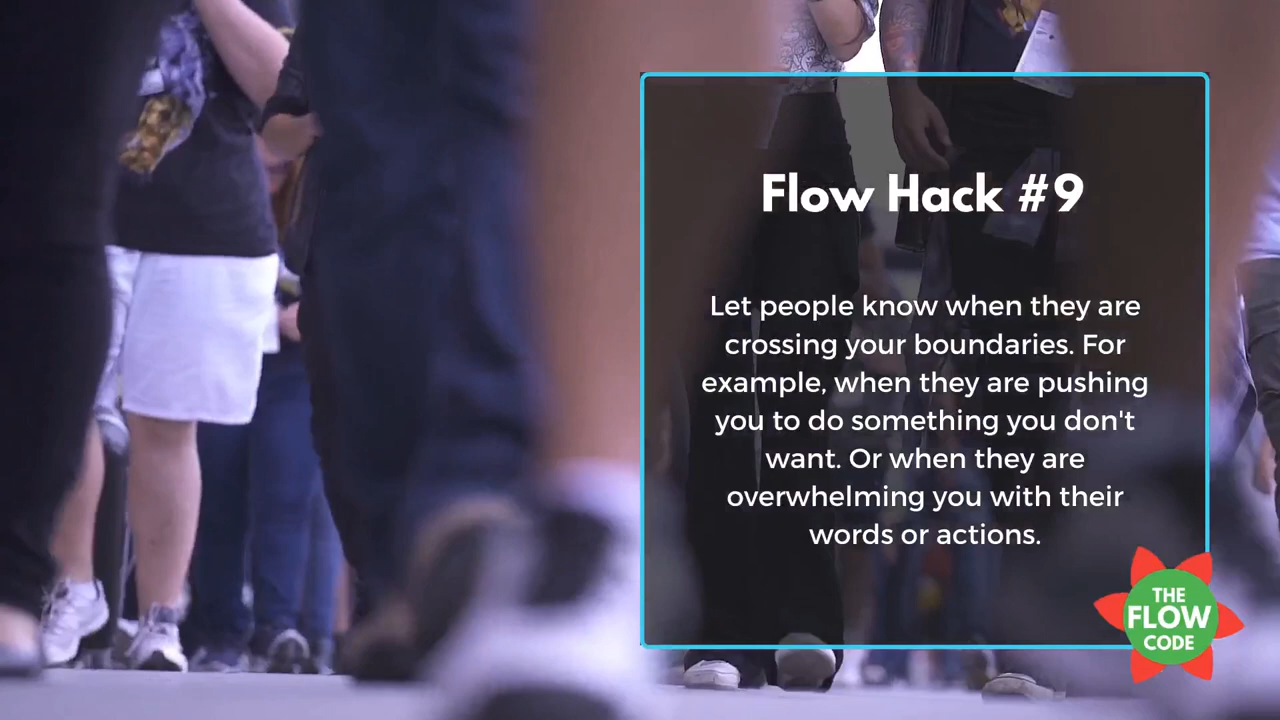 Flow Hack #9
Let people know when they are
crossing your boundaries. For
example, when they are pushing
you to do something you don't
want. Or when they are
overwhelming you with their
words or actions.
THE
FLOW
CODE